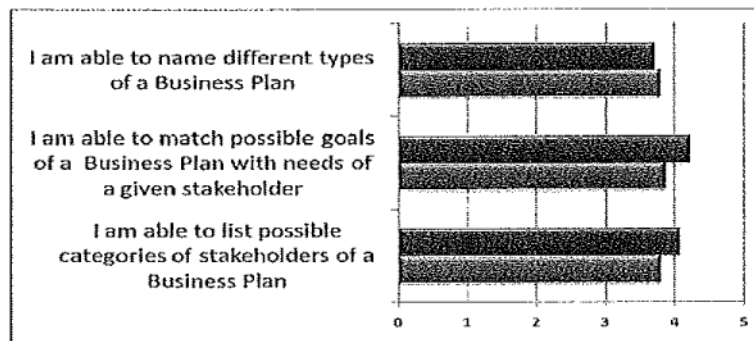 I am able to name different types
of a Business Plan
I am able to match possible goals
of a Business Plan with needs of
a given stakeholder
I am able to list possible
categories of stakeholders of a
Business Plan
0 1 2 3 4 5